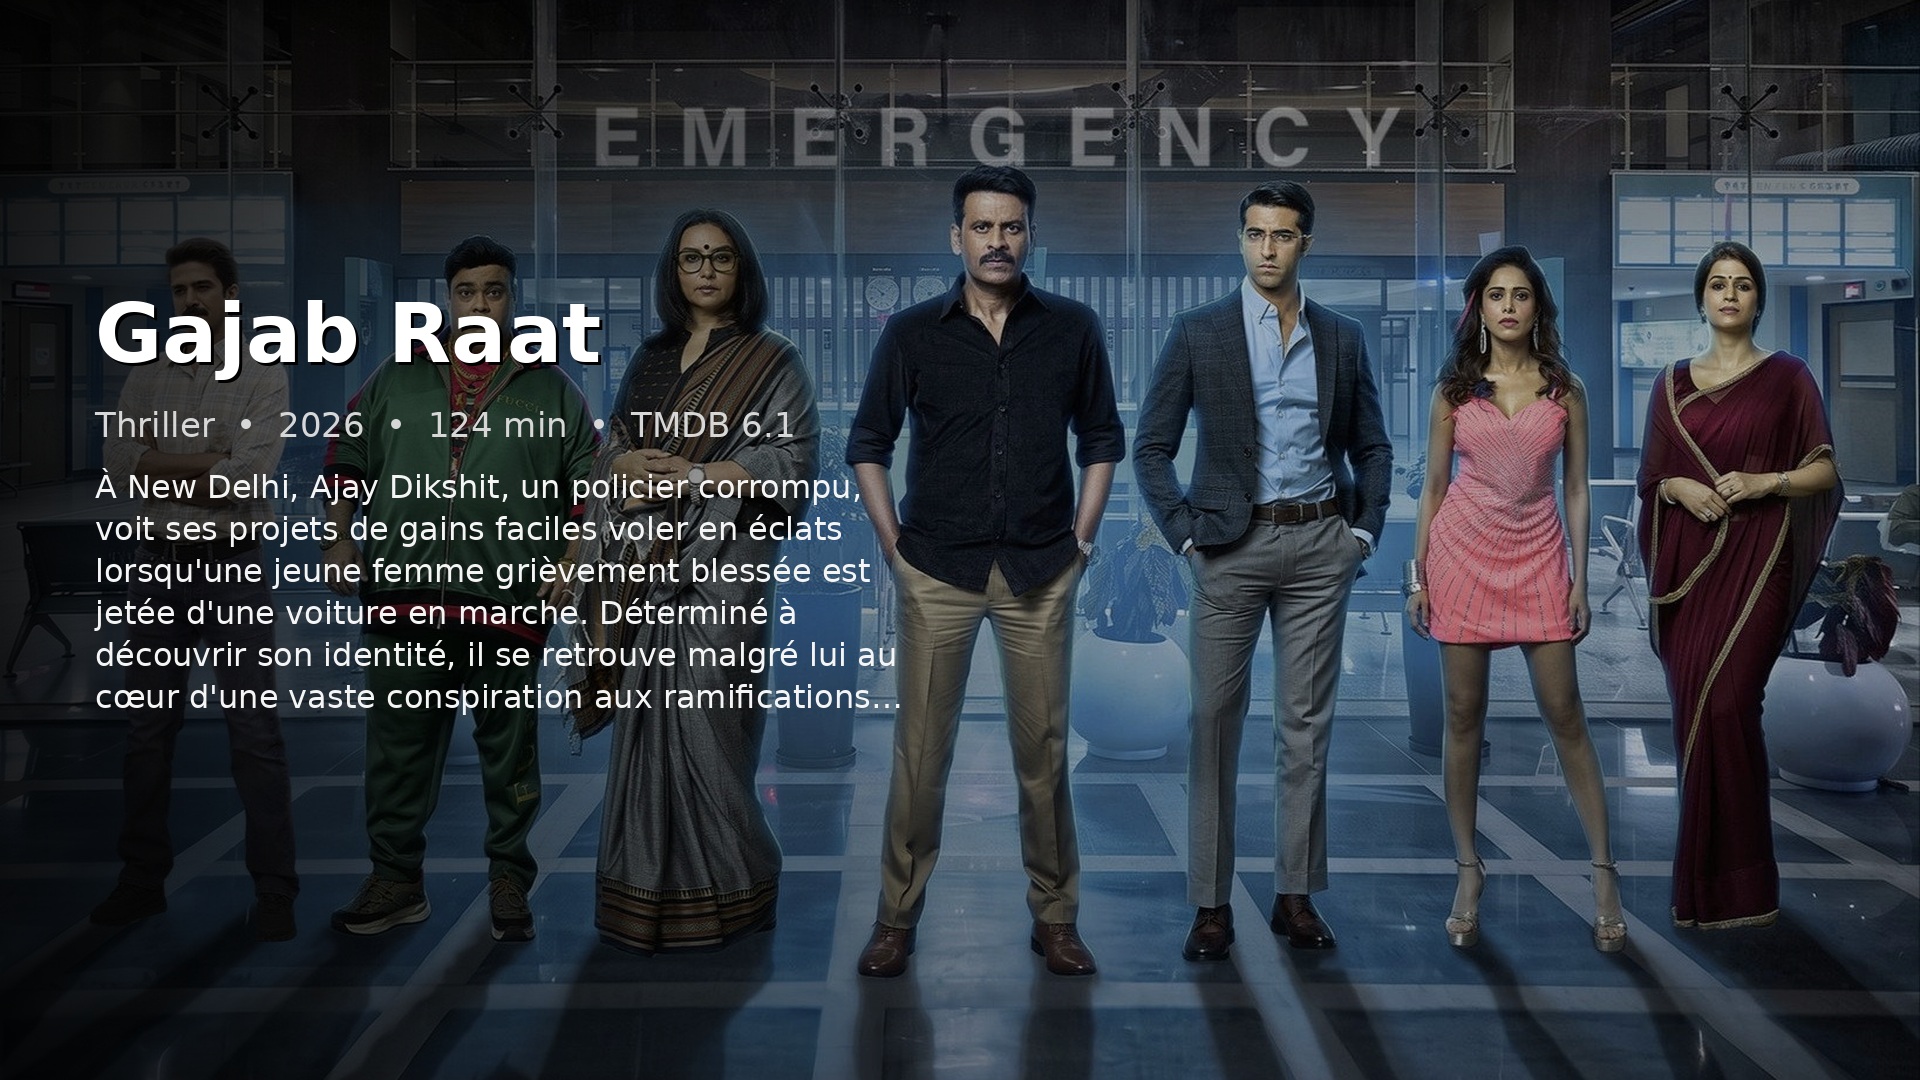 EMERGENCY
Gajab Raat
Thriller • 2026 • 124 min • TMDB 6.1
À New Delhi, Ajay Dikshit, un policier corrompu,
voit ses projets de gains faciles voler en éclats
lorsqu'une jeune femme grièvement blessée est
jetée d'une voiture en marche. Déterminé à
découvrir son identité, il se retrouve malgré lui au
cœur d'une vaste conspiration aux ramifications...